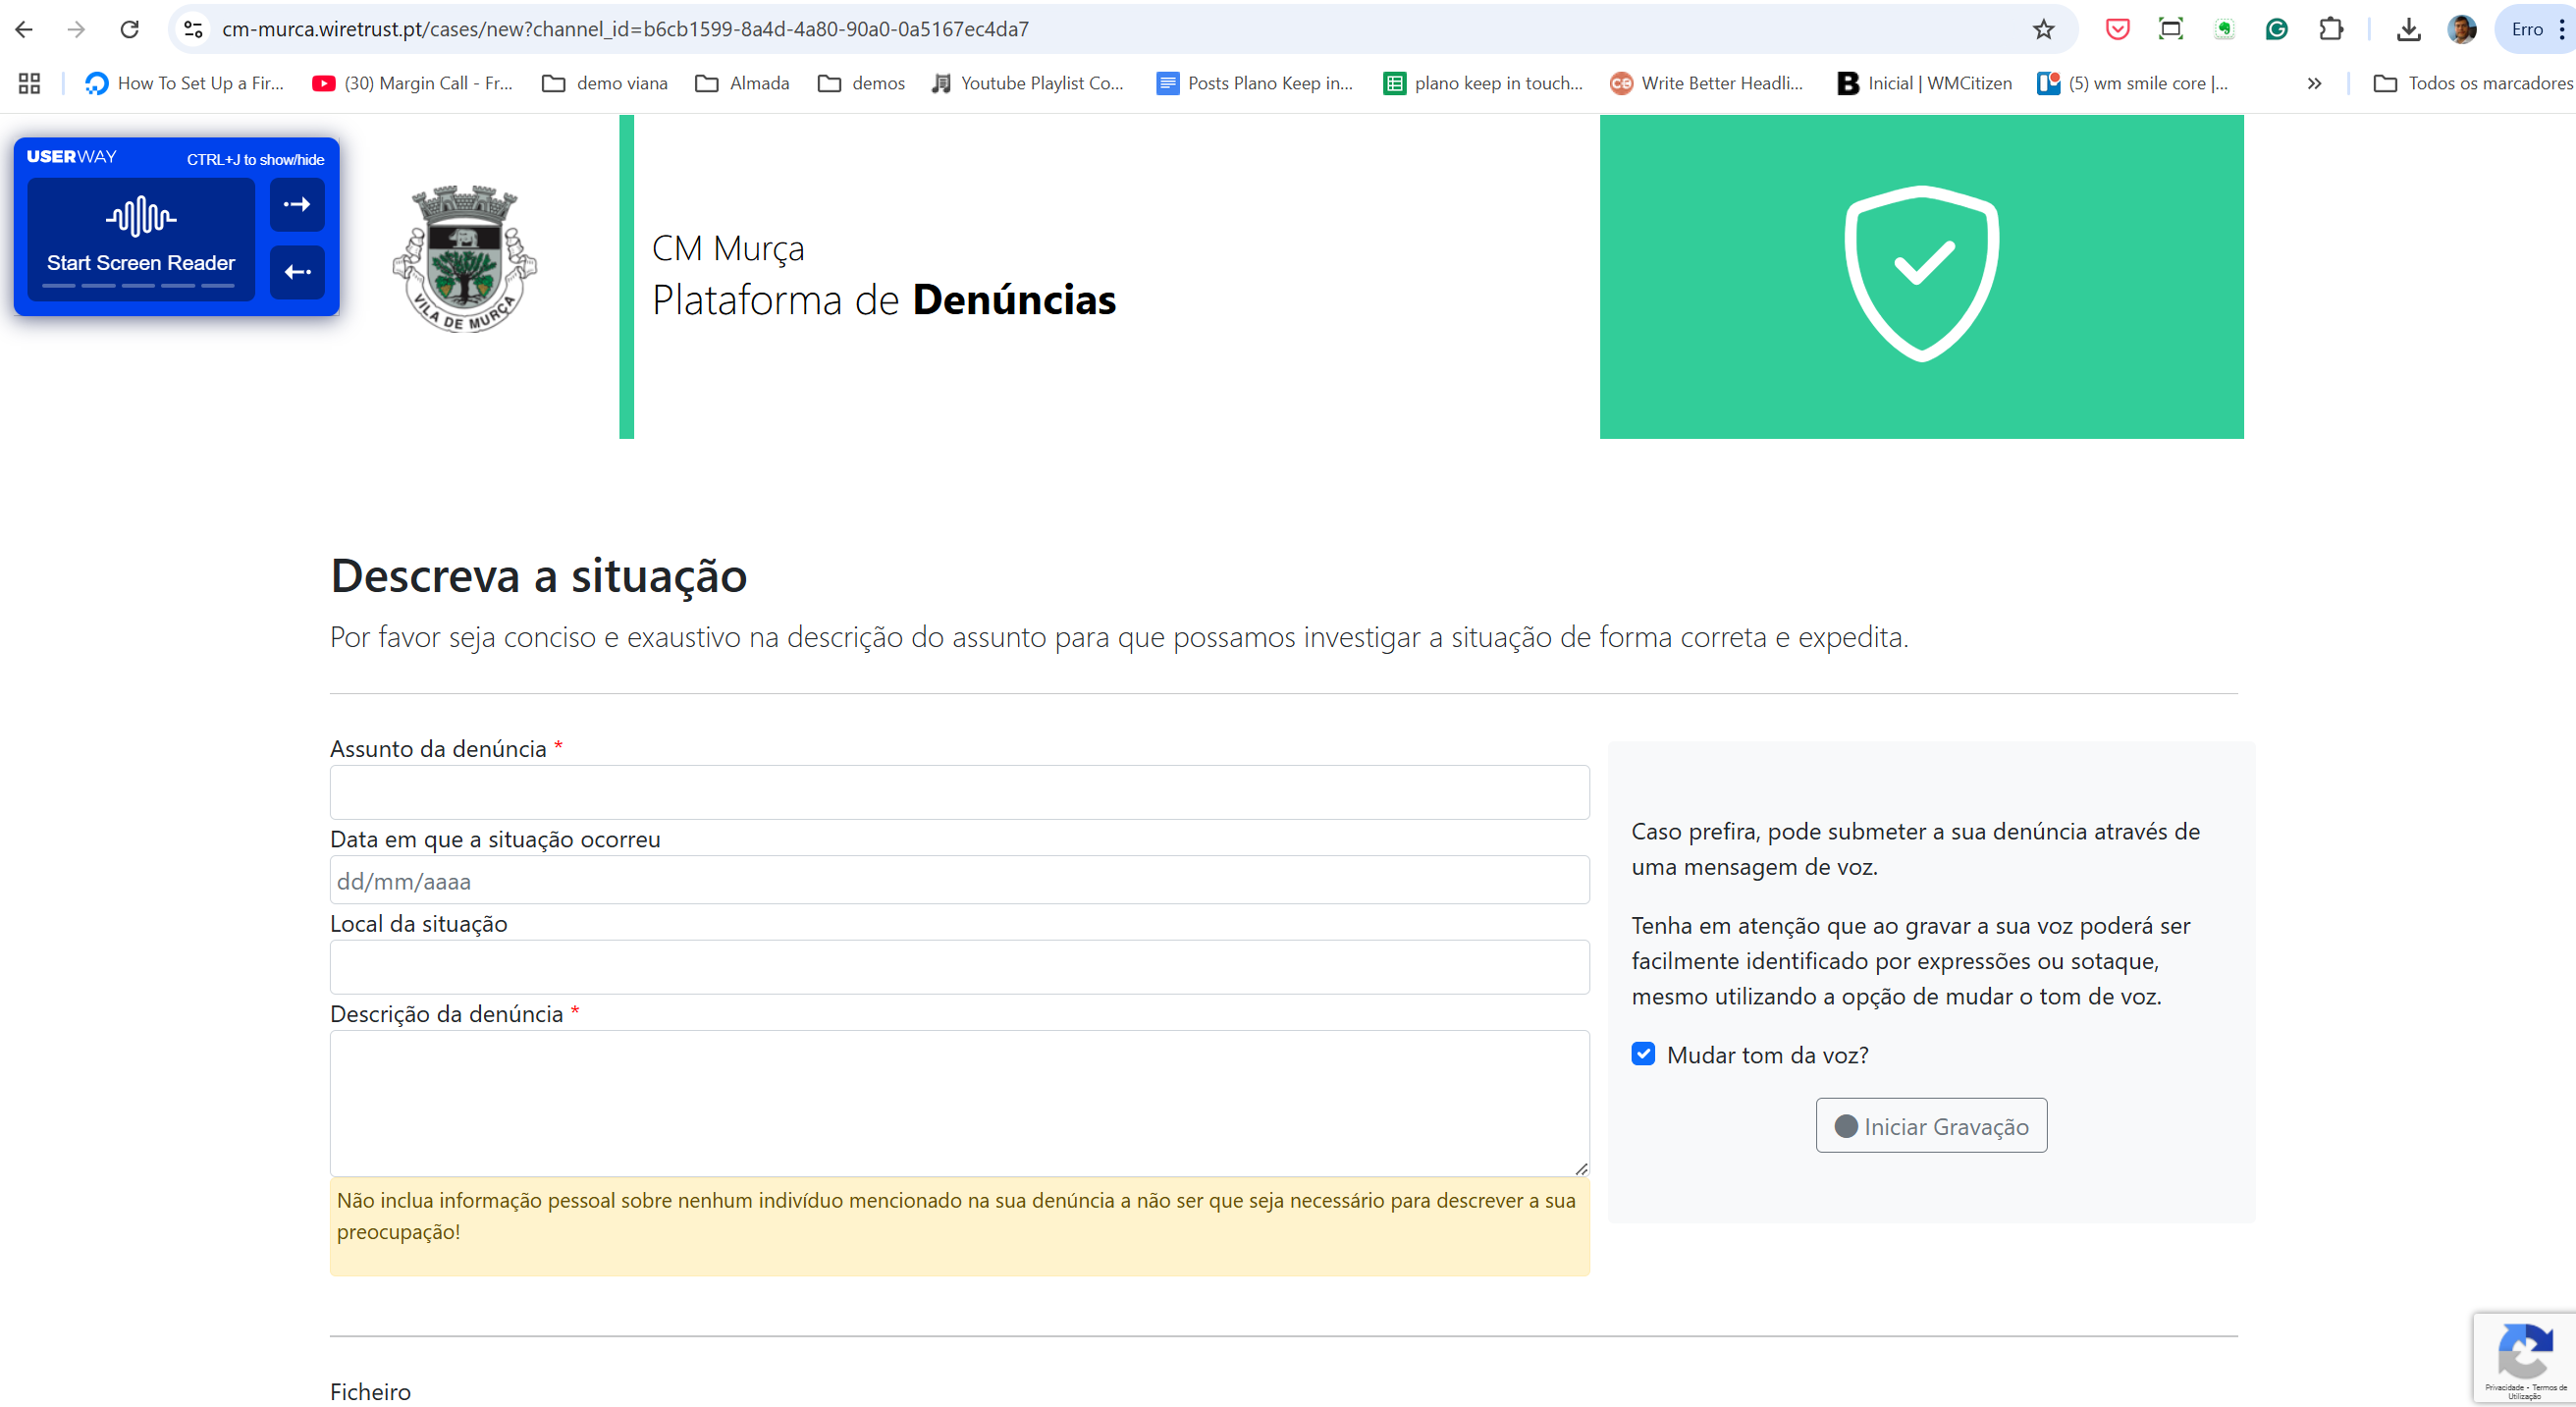 cm-murca.wiretrust.pt/cases/new?channel_id=b6cb1599-8a4d-4a80-90a0-0a5167ec4da7
Erro
How To Set Up a Fir...
(30) Margin Call - Fr...
demo viana
Almada
demos
Youtube Playlist Co...
Posts Plano Keep in...
plano keep in touch...
Write Better Headli...
Inicial | WMCitizen
(5) wm smile core |...
Todos os marcadores
USERWAY
CTRL+J to show/hide
Start Screen Reader
VILA DE MURÇA
CM Murça
Plataforma de Denúncias
Descreva a situação
Por favor seja conciso e exaustivo na descrição do assunto para que possamos investigar a situação de forma correta e expedita.
Assunto da denúncia *
Data em que a situação ocorreu
dd/mm/aaaa
Local da situação
Descrição da denúncia *
Não inclua informação pessoal sobre nenhum indivíduo mencionado na sua denúncia a não ser que seja necessário para descrever a sua
preocupação!
Caso prefira, pode submeter a sua denúncia através de
uma mensagem de voz.
Tenha em atenção que ao gravar a sua voz poderá ser
facilmente identificado por expressões ou sotaque,
mesmo utilizando a opção de mudar o tom de voz.
Mudar tom da voz?
Iniciar Gravação
Ficheiro
Privacidade - Termos de
Utilização